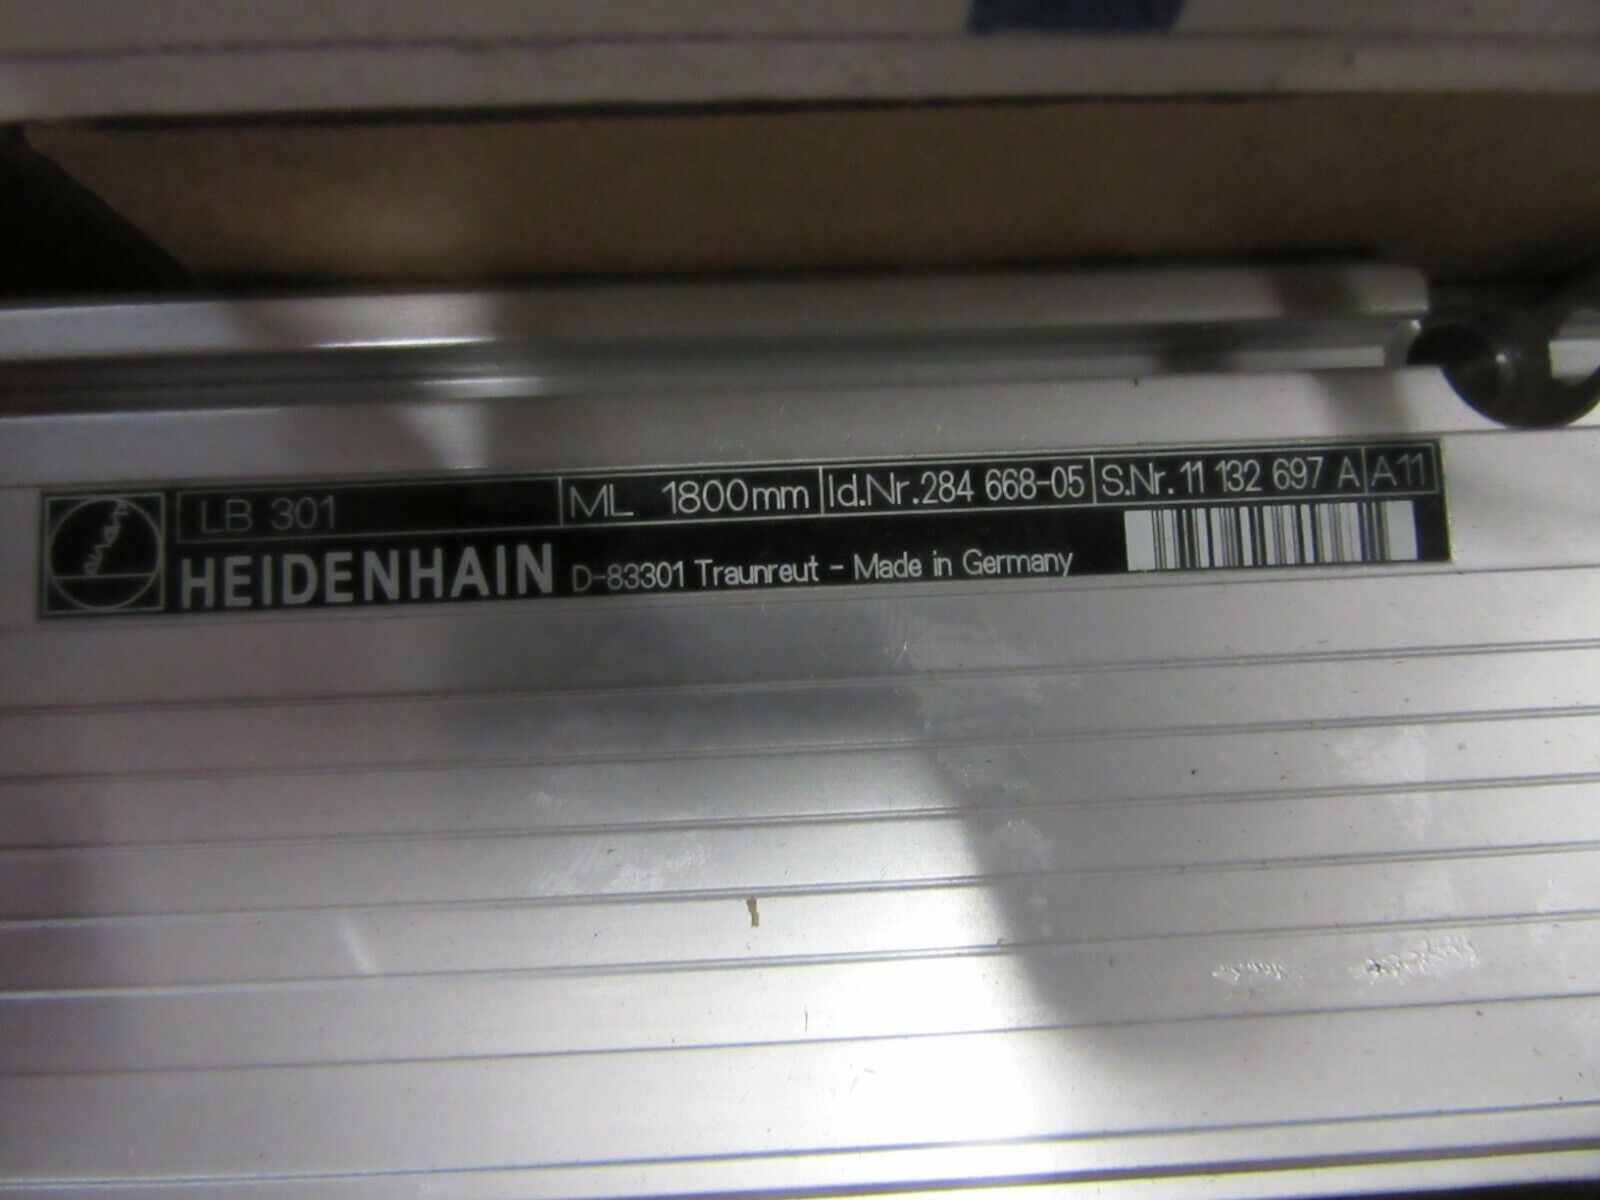 LB 301 ML 1800mm Id.Nr. 284 668-05 S.Nr. 11 132 697 A A11
HEIDENHAIN D-83301 Traunreut - Made in Germany